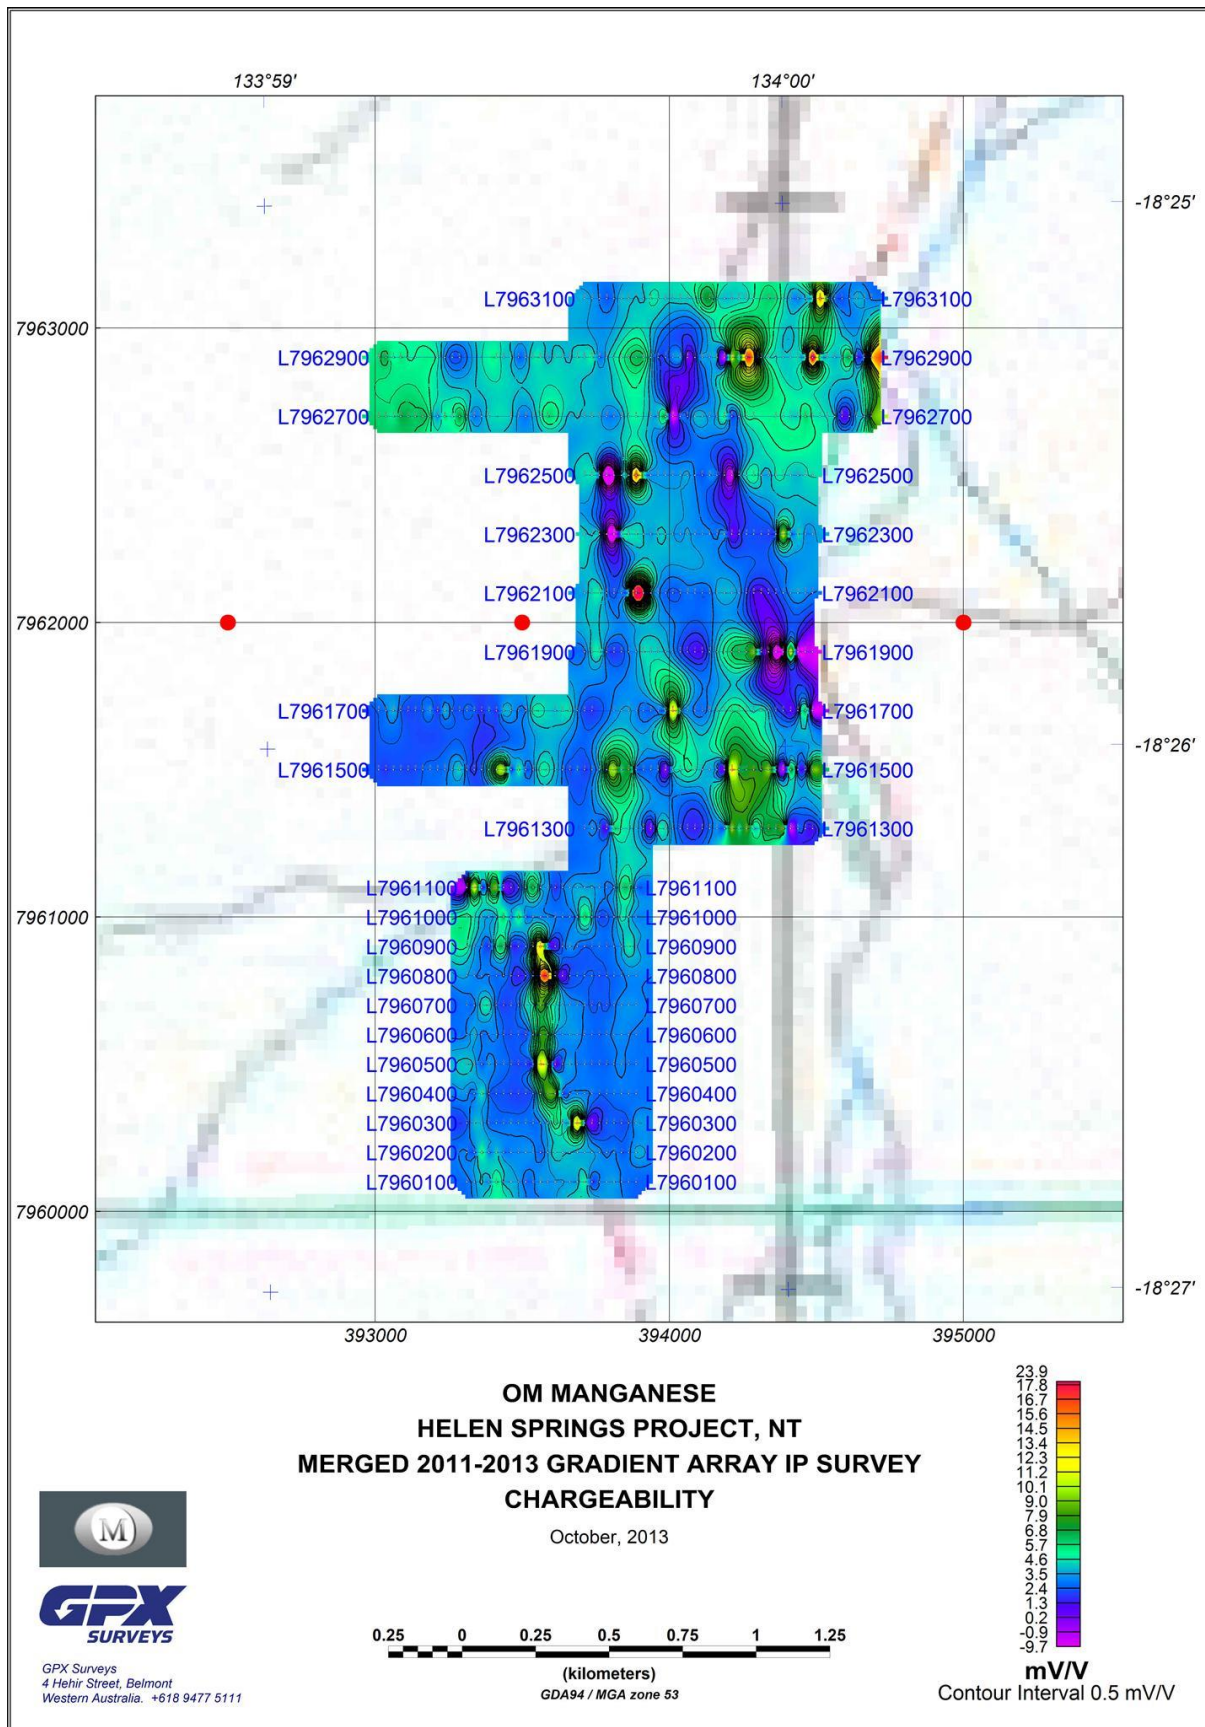 133°59' 134°00'
-18°25'
L7963100 L7963100
7963000
L7962900 L7962900
L7962700 L7962700
L7962500 L7962500
L7962300 L7962300
L7962100 L7962100
7962000
L7961900 L7961900
L7961700 L7961700
-18°26'
L7961500 L7961500
L7961300 L7961300
L7961100 L7961100
7961000 L7961000 L7961000
L7960900 L7960900
L7960800 L7960800
L7960700 L7960700
L7960600 L7960600
L7960500 L7960500
L7960400 L7960400
L7960300 L7960300
L7960200 L7960200
L7960100 L7960100
7960000
-18°27'
393000 394000 395000
OM MANGANESE
HELEN SPRINGS PROJECT, NT
MERGED 2011-2013 GRADIENT ARRAY IP SURVEY
CHARGEABILITY
October, 2013
23.9
17.8
16.7
15.6
14.5
13.4
12.3
11.2
10.1
9.0
7.9
6.8
5.7
4.6
3.5
2.4
1.3
0.2
-0.9
-9.7
mV/V
Contour Interval 0.5 mV/V
M
GPX
SURVEYS
GPX Surveys
4 Hehir Street, Belmont
Western Australia. +618 9477 5111
0.25 0 0.25 0.5 0.75 1 1.25
(kilometers)
GDA94 / MGA zone 53